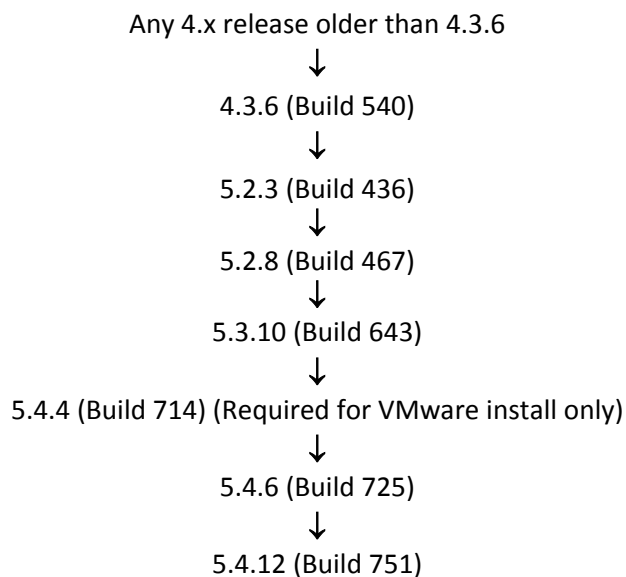 Any 4.x release older than 4.3.6
↓
4.3.6 (Build 540)
↓
5.2.3 (Build 436)
↓
5.2.8 (Build 467)
↓
5.3.10 (Build 643)
↓
5.4.4 (Build 714) (Required for VMware install only)
↓
5.4.6 (Build 725)
↓
5.4.12 (Build 751)